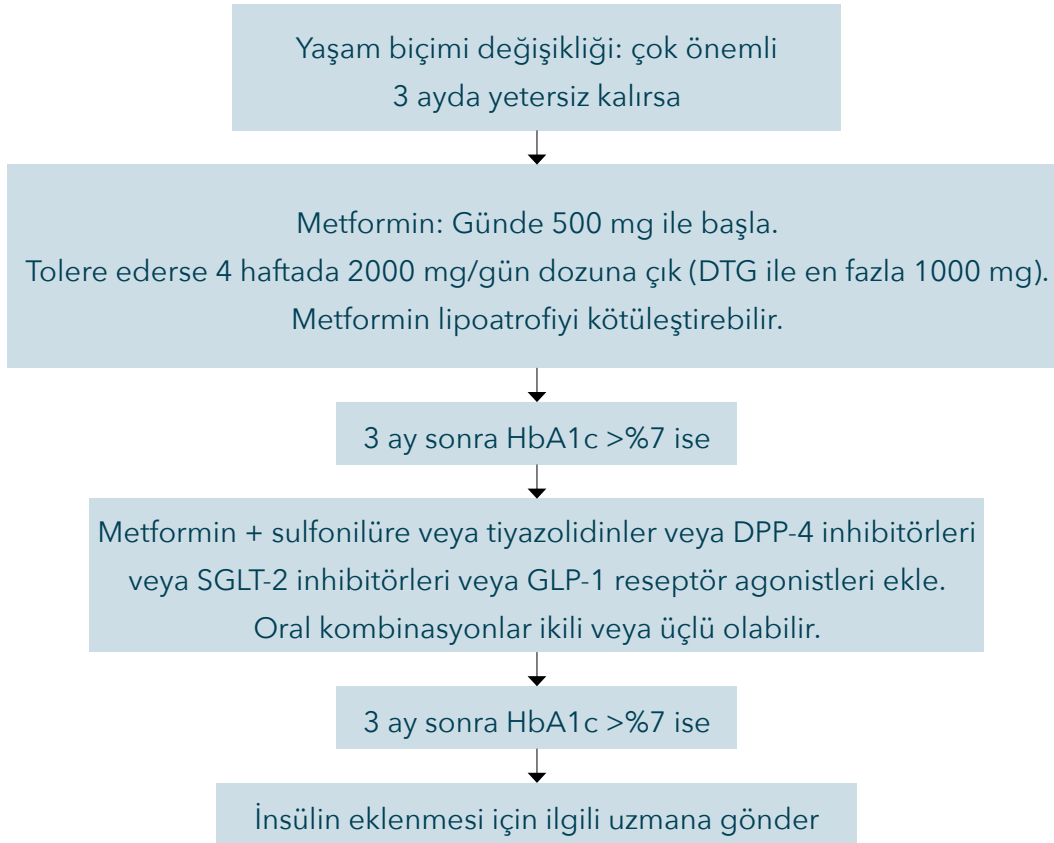 Yaşam biçimi değişikliği: çok önemli
3 ayda yetersiz kalırsa
Metformin: Günde 500 mg ile başla.
Tolere ederse 4 haftada 2000 mg/gün dozuna çık (DTG ile en fazla 1000 mg).
Metformin lipoatrofiyi kötüleştirebilir.
3 ay sonra HbA1c >%7 ise
Metformin + sulfonilüre veya tiyazolidinler veya DPP-4 inhibitörleri
veya SGLT-2 inhibitörleri veya GLP-1 reseptör agonistleri ekle.
Oral kombinasyonlar ikili veya üçlü olabilir.
3 ay sonra HbA1c >%7 ise
İnsülin eklenmesi için ilgili uzmana gönder